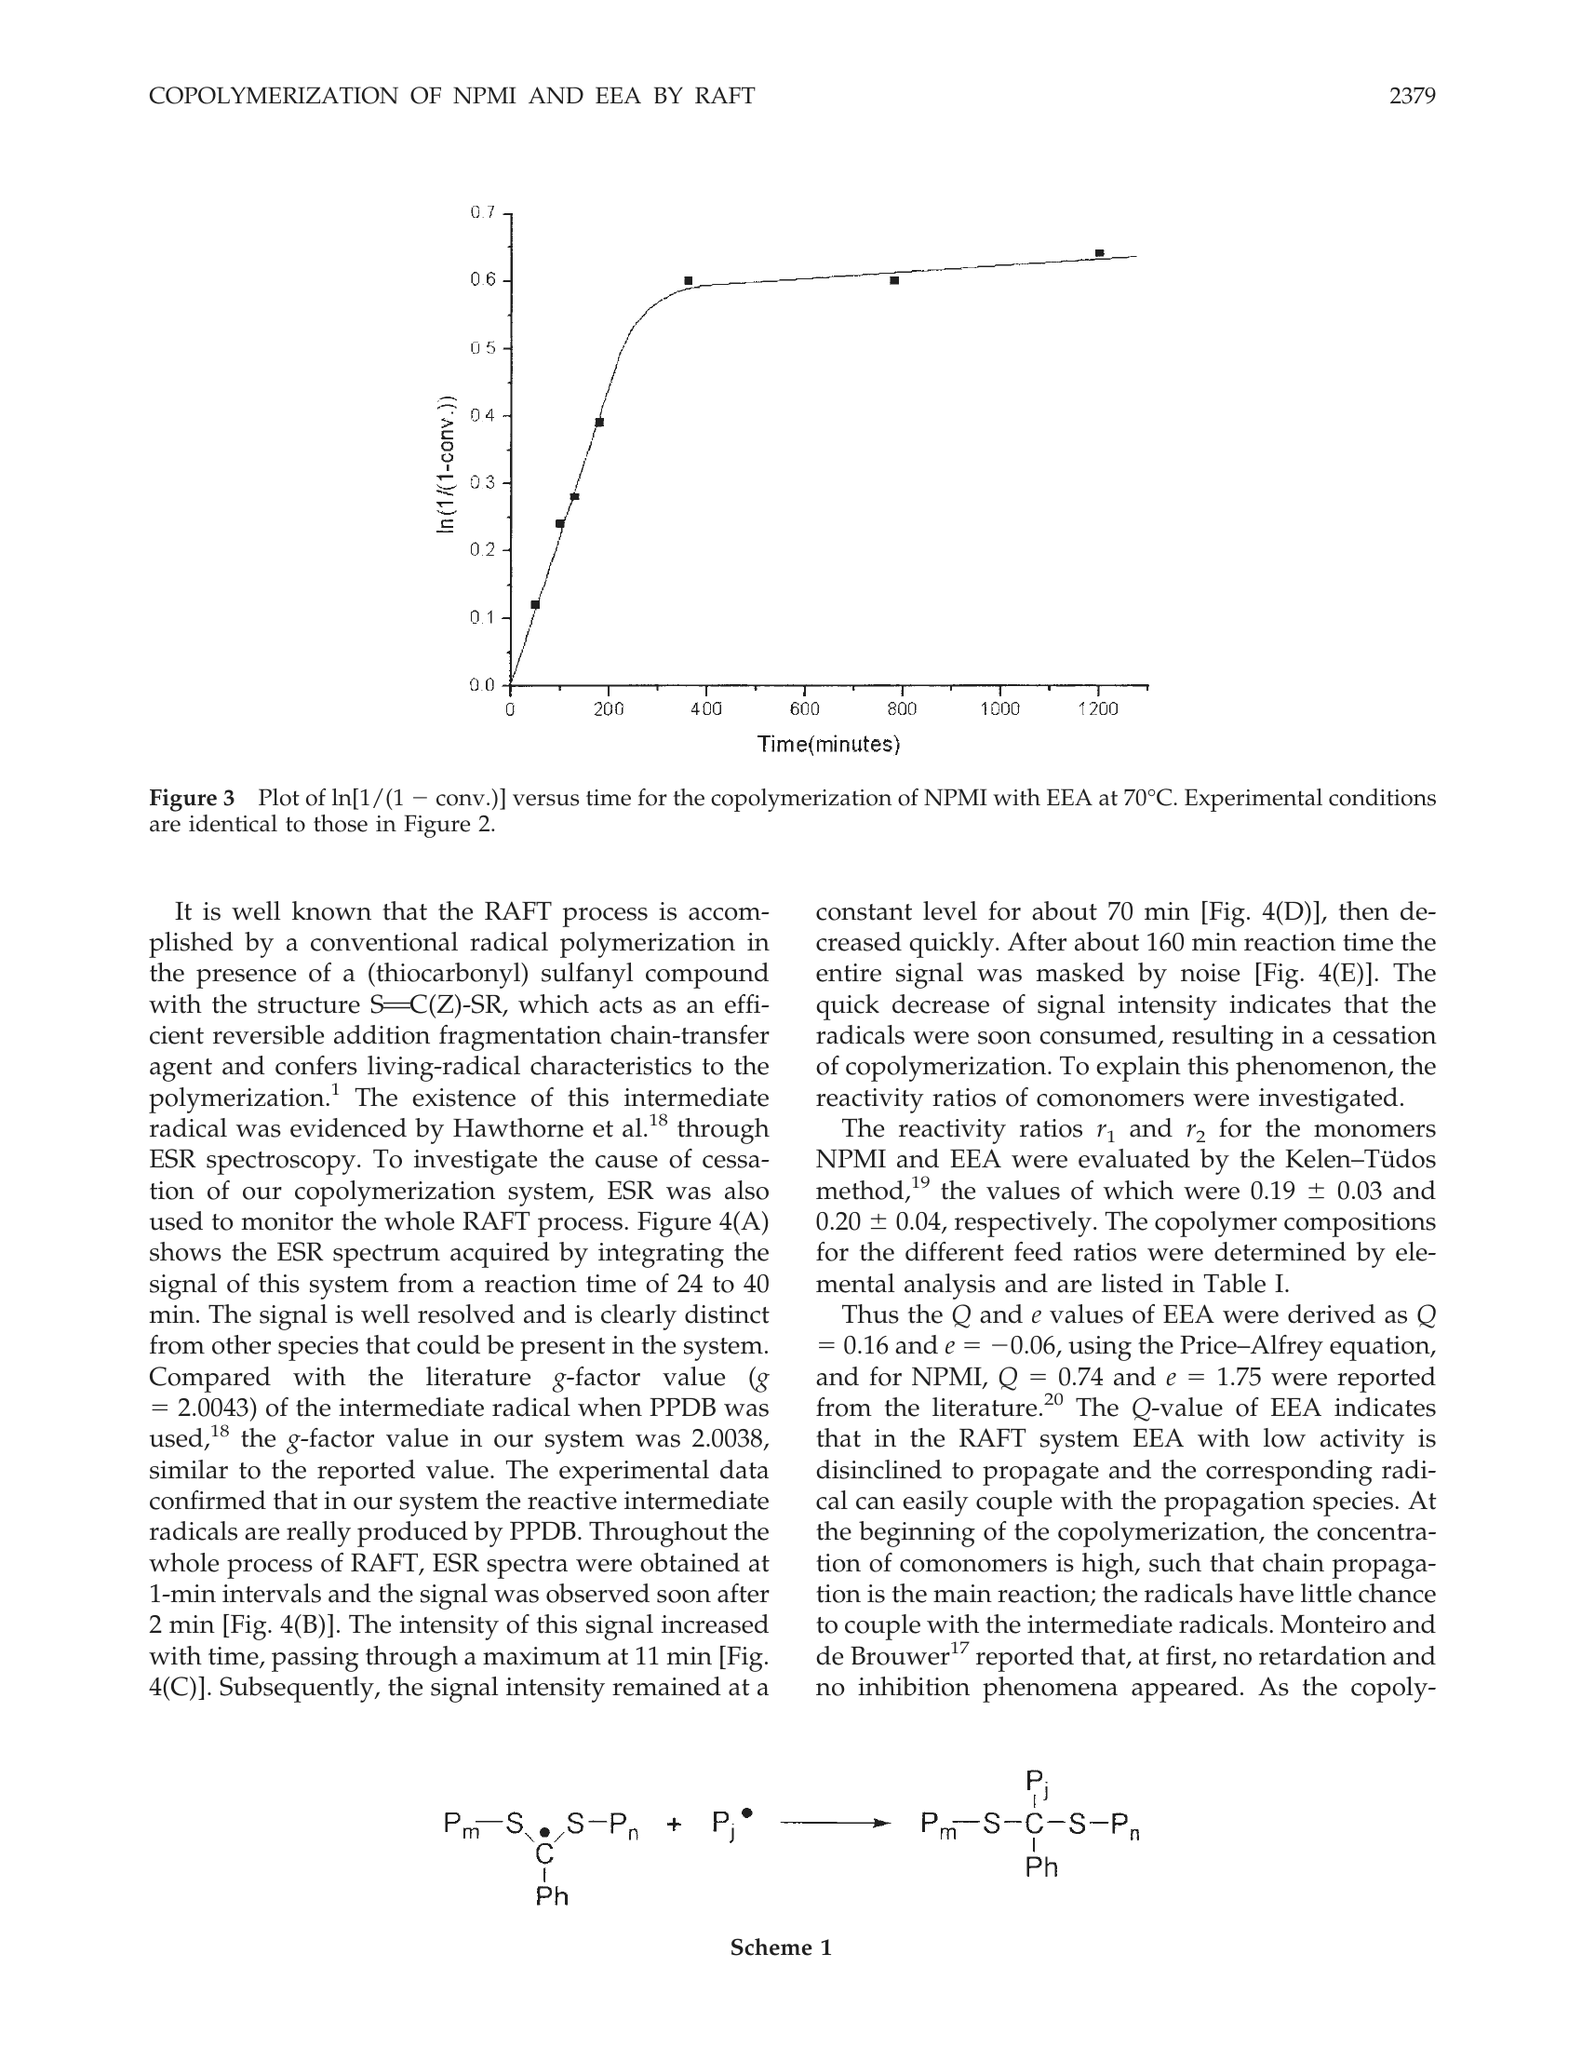 COPOLYMERIZATION OF NPMI AND EEA BY RAFT 2379
0.7
0.6
0.5
0.4
0.3
0.2
0.1
0.0
ln(1/(1-conv.))
0 200 400 600 800 1000 1200
Time(minutes)
Figure 3 Plot of ln[1/(1 − conv.)] versus time for the copolymerization of NPMI with EEA at 70°C. Experimental conditions
are identical to those in Figure 2.
It is well known that the RAFT process is accom-
plished by a conventional radical polymerization in
the presence of a (thiocarbonyl) sulfanyl compound
with the structure S=C(Z)-SR, which acts as an effi-
cient reversible addition fragmentation chain-transfer
agent and confers living-radical characteristics to the
polymerization.1 The existence of this intermediate
radical was evidenced by Hawthorne et al.18 through
ESR spectroscopy. To investigate the cause of cessa-
tion of our copolymerization system, ESR was also
used to monitor the whole RAFT process. Figure 4(A)
shows the ESR spectrum acquired by integrating the
signal of this system from a reaction time of 24 to 40
min. The signal is well resolved and is clearly distinct
from other species that could be present in the system.
Compared with the literature g-factor value (g
= 2.0043) of the intermediate radical when PPDB was
used,18 the g-factor value in our system was 2.0038,
similar to the reported value. The experimental data
confirmed that in our system the reactive intermediate
radicals are really produced by PPDB. Throughout the
whole process of RAFT, ESR spectra were obtained at
1-min intervals and the signal was observed soon after
2 min [Fig. 4(B)]. The intensity of this signal increased
with time, passing through a maximum at 11 min [Fig.
4(C)]. Subsequently, the signal intensity remained at a
constant level for about 70 min [Fig. 4(D)], then de-
creased quickly. After about 160 min reaction time the
entire signal was masked by noise [Fig. 4(E)]. The
quick decrease of signal intensity indicates that the
radicals were soon consumed, resulting in a cessation
of copolymerization. To explain this phenomenon, the
reactivity ratios of comonomers were investigated.
The reactivity ratios r1 and r2 for the monomers
NPMI and EEA were evaluated by the Kelen–Tüdos
method,19 the values of which were 0.19 ± 0.03 and
0.20 ± 0.04, respectively. The copolymer compositions
for the different feed ratios were determined by ele-
mental analysis and are listed in Table I.
Thus the Q and e values of EEA were derived as Q
= 0.16 and e = −0.06, using the Price–Alfrey equation,
and for NPMI, Q = 0.74 and e = 1.75 were reported
from the literature.20 The Q-value of EEA indicates
that in the RAFT system EEA with low activity is
disinclined to propagate and the corresponding radi-
cal can easily couple with the propagation species. At
the beginning of the copolymerization, the concentra-
tion of comonomers is high, such that chain propaga-
tion is the main reaction; the radicals have little chance
to couple with the intermediate radicals. Monteiro and
de Brouwer17 reported that, at first, no retardation and
no inhibition phenomena appeared. As the copoly-
Pj
Pm—S S—Pn + Pj• Pm—S—C—S—Pn
C
Ph
Ph
Scheme 1